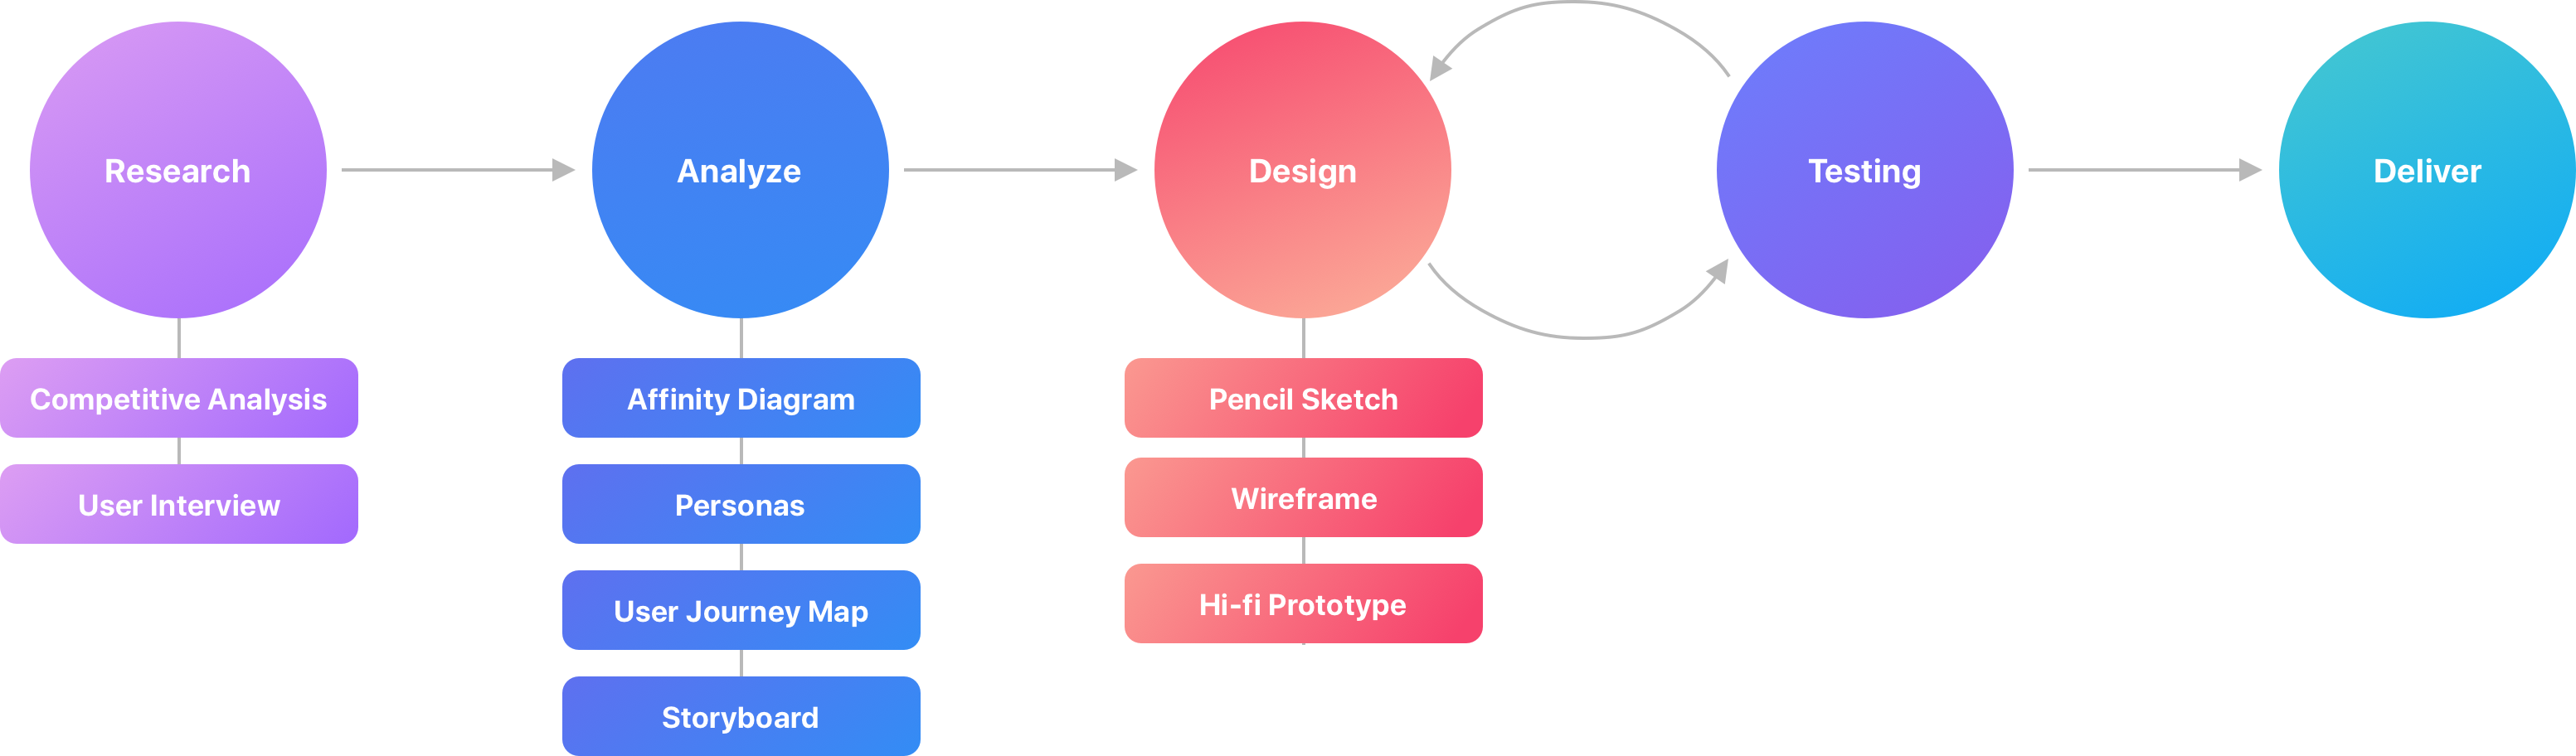 Research
Analyze
Design
Testing
Deliver
Competitive Analysis
User Interview
Affinity Diagram
Personas
User Journey Map
Storyboard
Pencil Sketch
Wireframe
Hi-fi Prototype